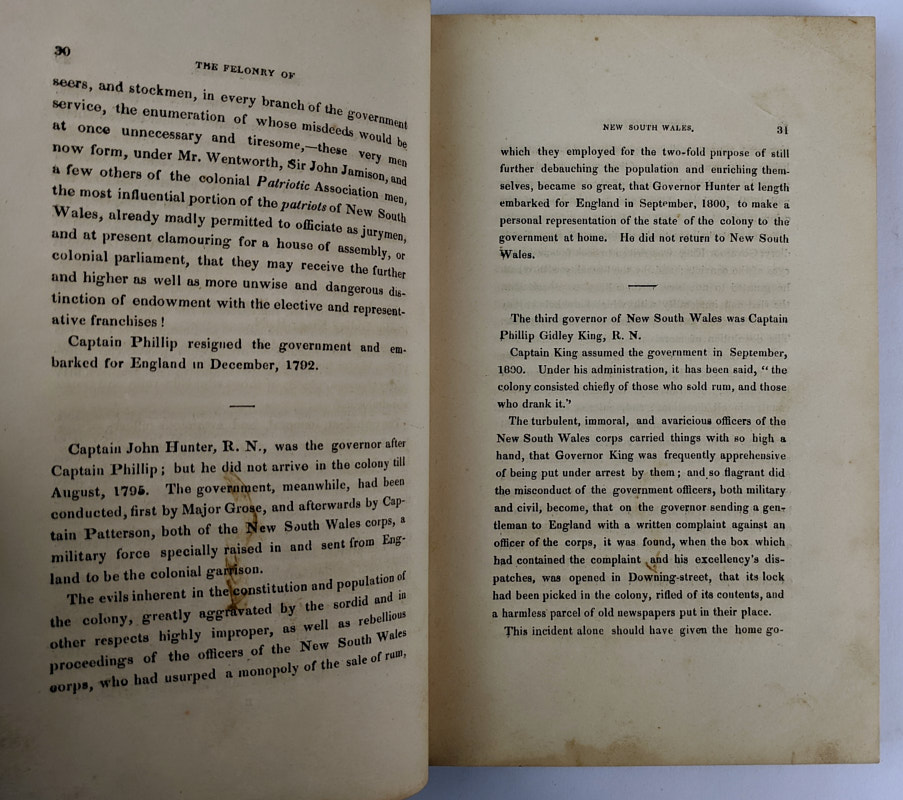 30
THE FELONRY OF
seers, and stockmen, in every branch of the government
service, the enumeration of whose misdeeds would be
at once unnecessary and tiresome,—these very men
now form, under Mr. Wentworth, Sir John Jamison, and
a few others of the colonial Patriotic Association men,
the most influential portion of the patriots of New South
Wales, already madly permitted to officiate as jurymen,
and at present clamouring for a house of assembly, or
colonial parliament, that they may receive the further
and higher as well as more unwise and dangerous dis-
tinction of endowment with the elective and represent-
ative franchises !
Captain Phillip resigned the government and em-
barked for England in December, 1792.
Captain John Hunter, R. N., was the governor after
Captain Phillip ; but he did not arrive in the colony till
August, 1795. The government, meanwhile, had been
conducted, first by Major Grose, and afterwards by Cap-
tain Patterson, both of the New South Wales corps, a
military force specially raised in and sent from Eng-
land to be the colonial garrison.
The evils inherent in the constitution and population of
the colony, greatly aggravated by the sordid and in
other respects highly improper, as well as rebellious
proceedings of the officers of the New South Wales
corps, who had usurped a monopoly of the sale of rum,
NEW SOUTH WALES. 31
which they employed for the two-fold purpose of still
further debauching the population and enriching them-
selves, became so great, that Governor Hunter at length
embarked for England in September, 1800, to make a
personal representation of the state of the colony to the
government at home. He did not return to New South
Wales.
The third governor of New South Wales was Captain
Phillip Gidley King, R. N.
Captain King assumed the government in September,
1800. Under his administration, it has been said, “ the
colony consisted chiefly of those who sold rum, and those
who drank it.”
The turbulent, immoral, and avaricious officers of the
New South Wales corps carried things with so high a
hand, that Governor King was frequently apprehensive
of being put under arrest by them ; and so flagrant did
the misconduct of the government officers, both military
and civil, become, that on the governor sending a gen-
tleman to England with a written complaint against an
officer of the corps, it was found, when the box which
had contained the complaint and his excellency's dis-
patches, was opened in Downing-street, that its lock
had been picked in the colony, rifled of its contents, and
a harmless parcel of old newspapers put in their place.
This incident alone should have given the home go-